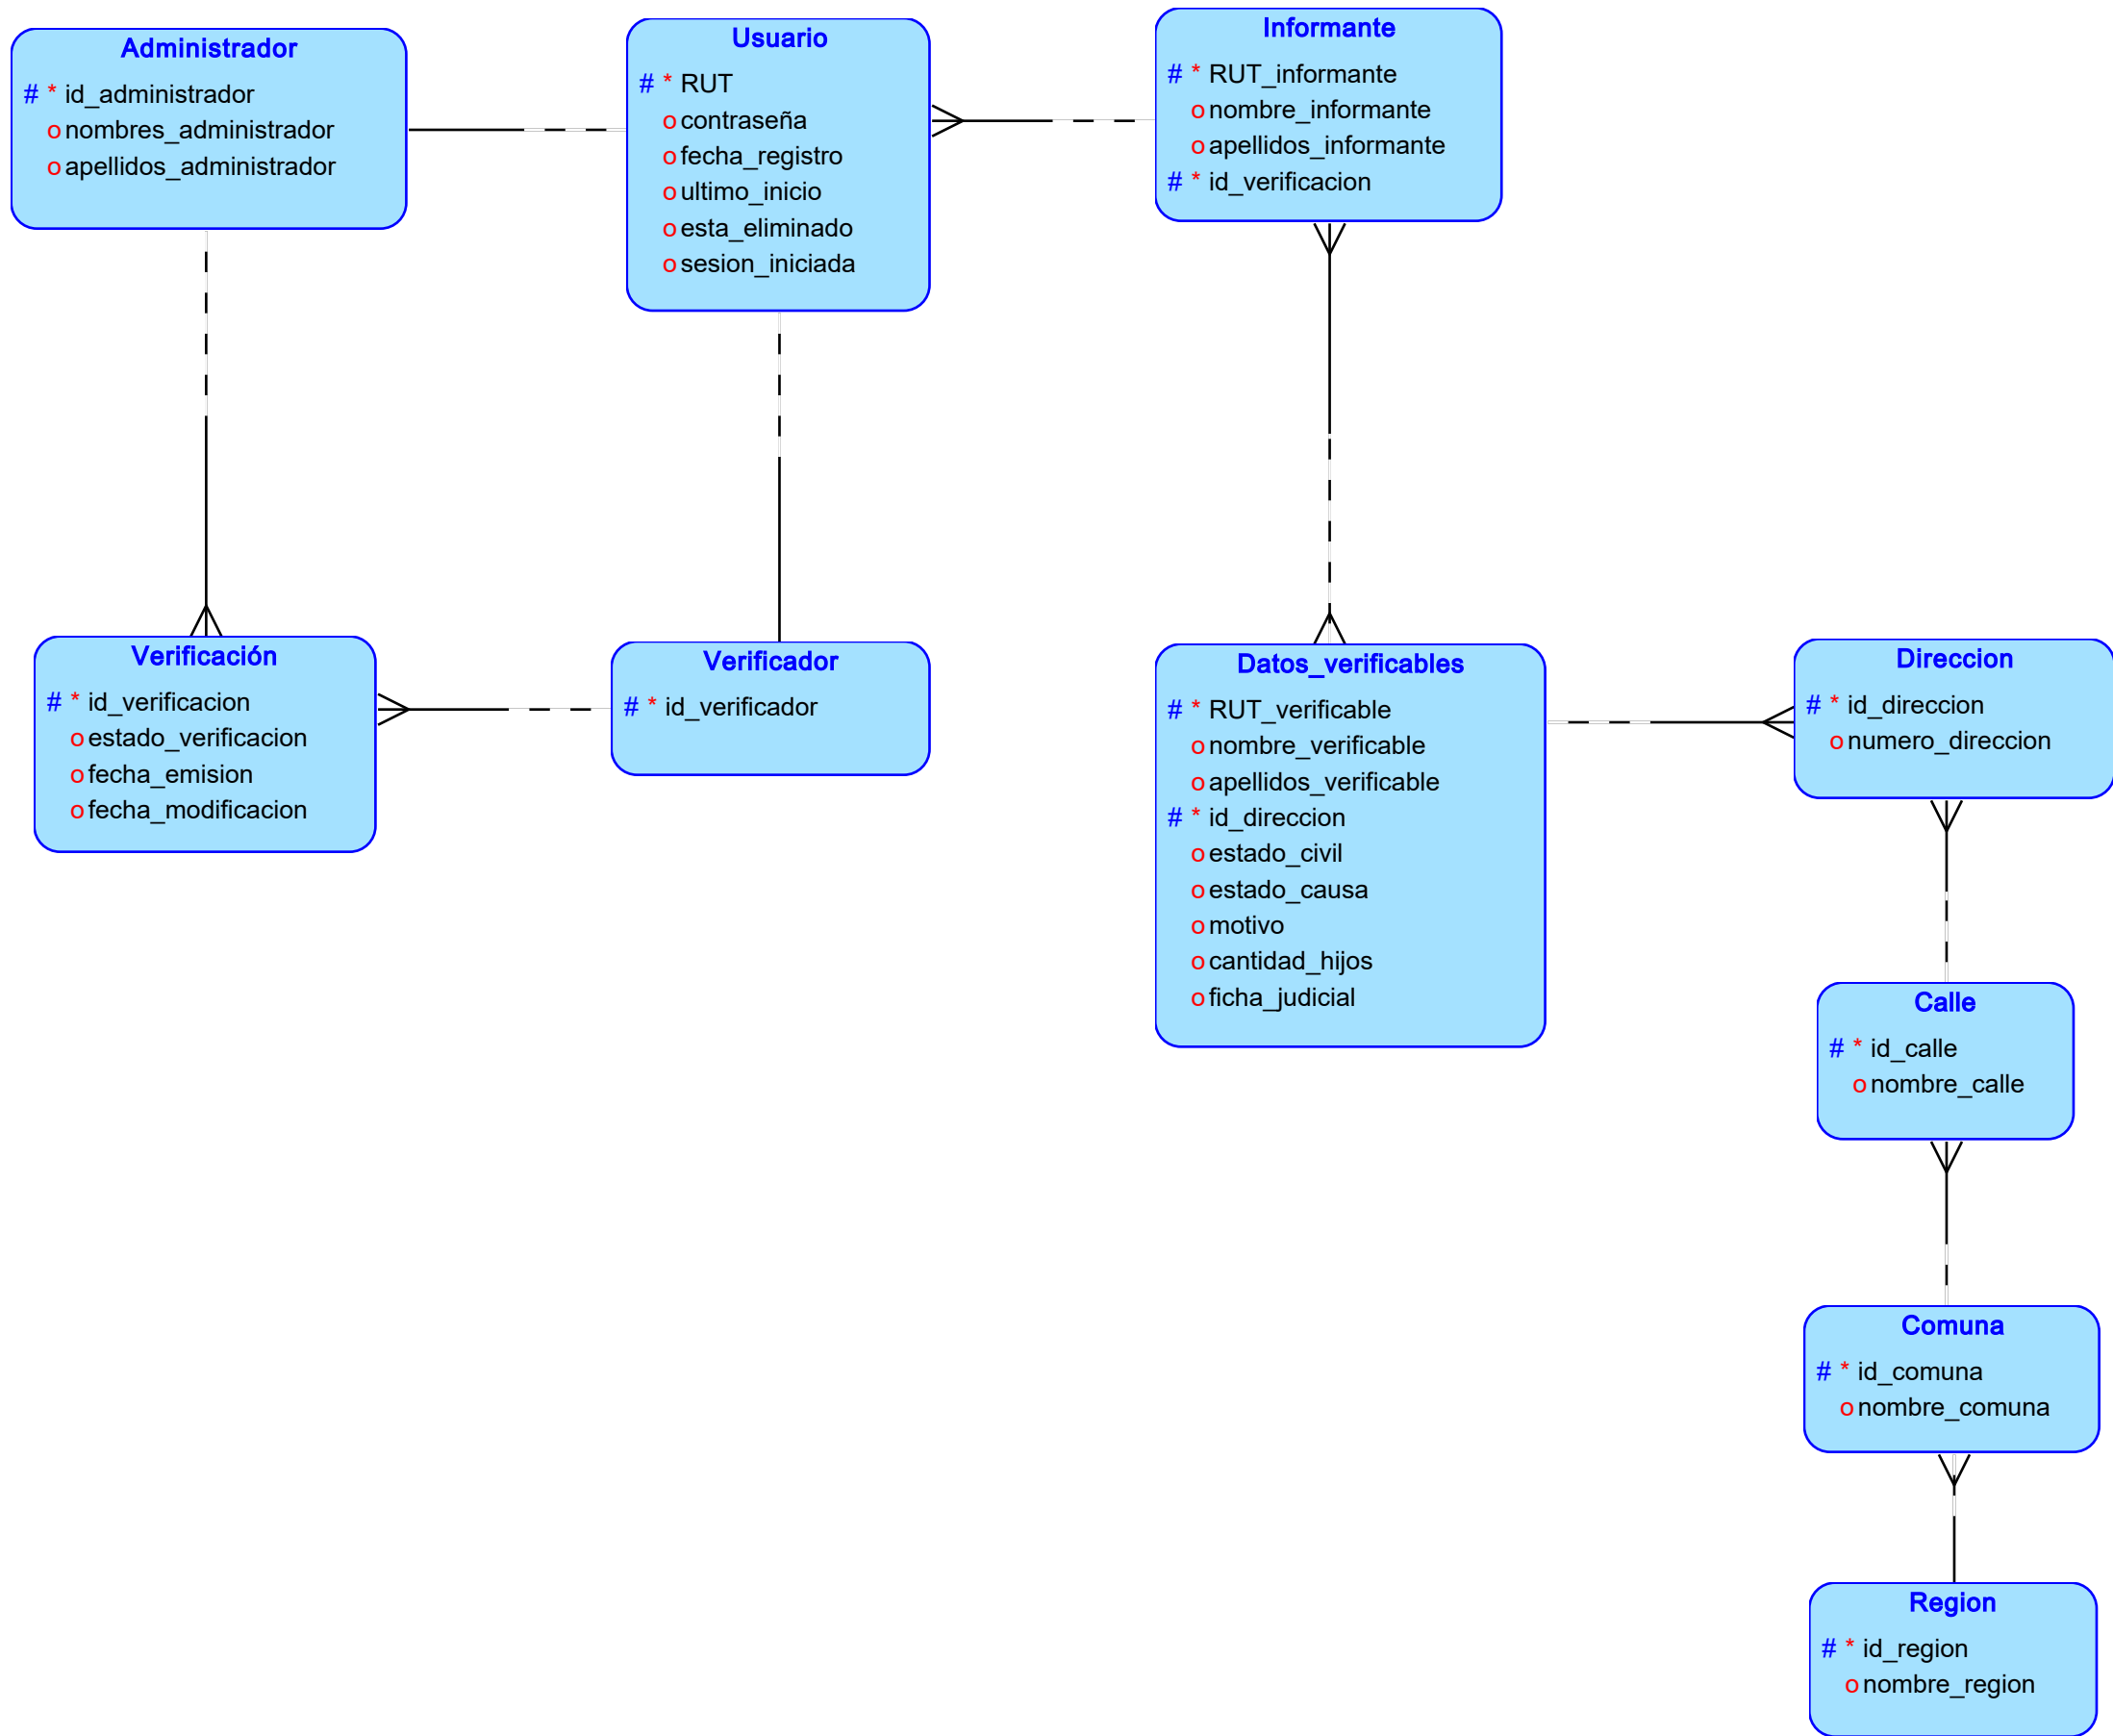 Administrador
# * id_administrador
o nombres_administrador
o apellidos_administrador
Usuario
# * RUT
o contraseña
o fecha_registro
o ultimo_inicio
o esta_eliminado
o sesion_iniciada
Informante
# * RUT_informante
o nombre_informante
o apellidos_informante
# * id_verificacion
Verificación
# * id_verificacion
o estado_verificacion
o fecha_emision
o fecha_modificacion
Verificador
# * id_verificador
Datos_verificables
# * RUT_verificable
o nombre_verificable
o apellidos_verificable
# * id_direccion
o estado_civil
o estado_causa
o motivo
o cantidad_hijos
o ficha_judicial
Direccion
# * id_direccion
o numero_direccion
Calle
# * id_calle
o nombre_calle
Comuna
# * id_comuna
o nombre_comuna
Region
# * id_region
o nombre_region